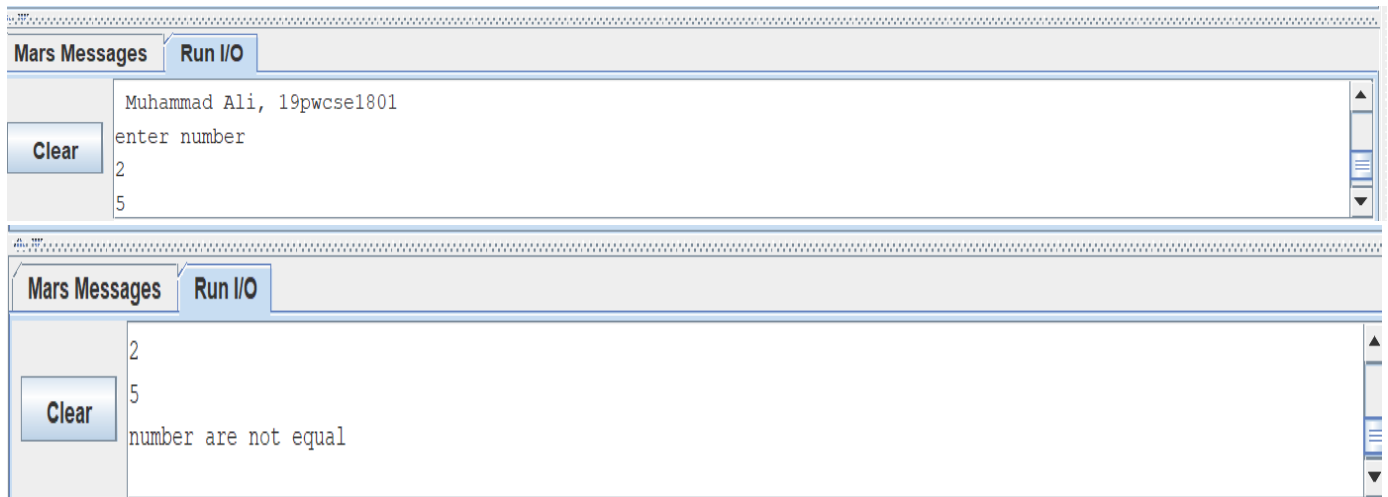 Mars Messages Run I/O
Clear
Muhammad Ali, 19pwcse1801
enter number
2
5
Mars Messages Run I/O
Clear
2
5
number are not equal